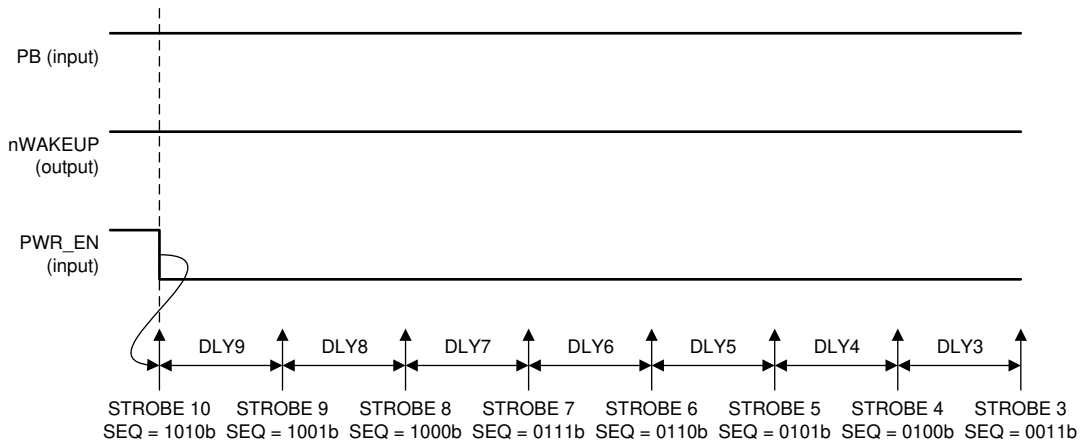 PB (input)
nWAKEUP
(output)
PWR_EN
(input)
DLY9 DLY8 DLY7 DLY6 DLY5 DLY4 DLY3
STROBE 10 STROBE 9 STROBE 8 STROBE 7 STROBE 6 STROBE 5 STROBE 4 STROBE 3
SEQ = 1010b SEQ = 1001b SEQ = 1000b SEQ = 0111b SEQ = 0110b SEQ = 0101b SEQ = 0100b SEQ = 0011b